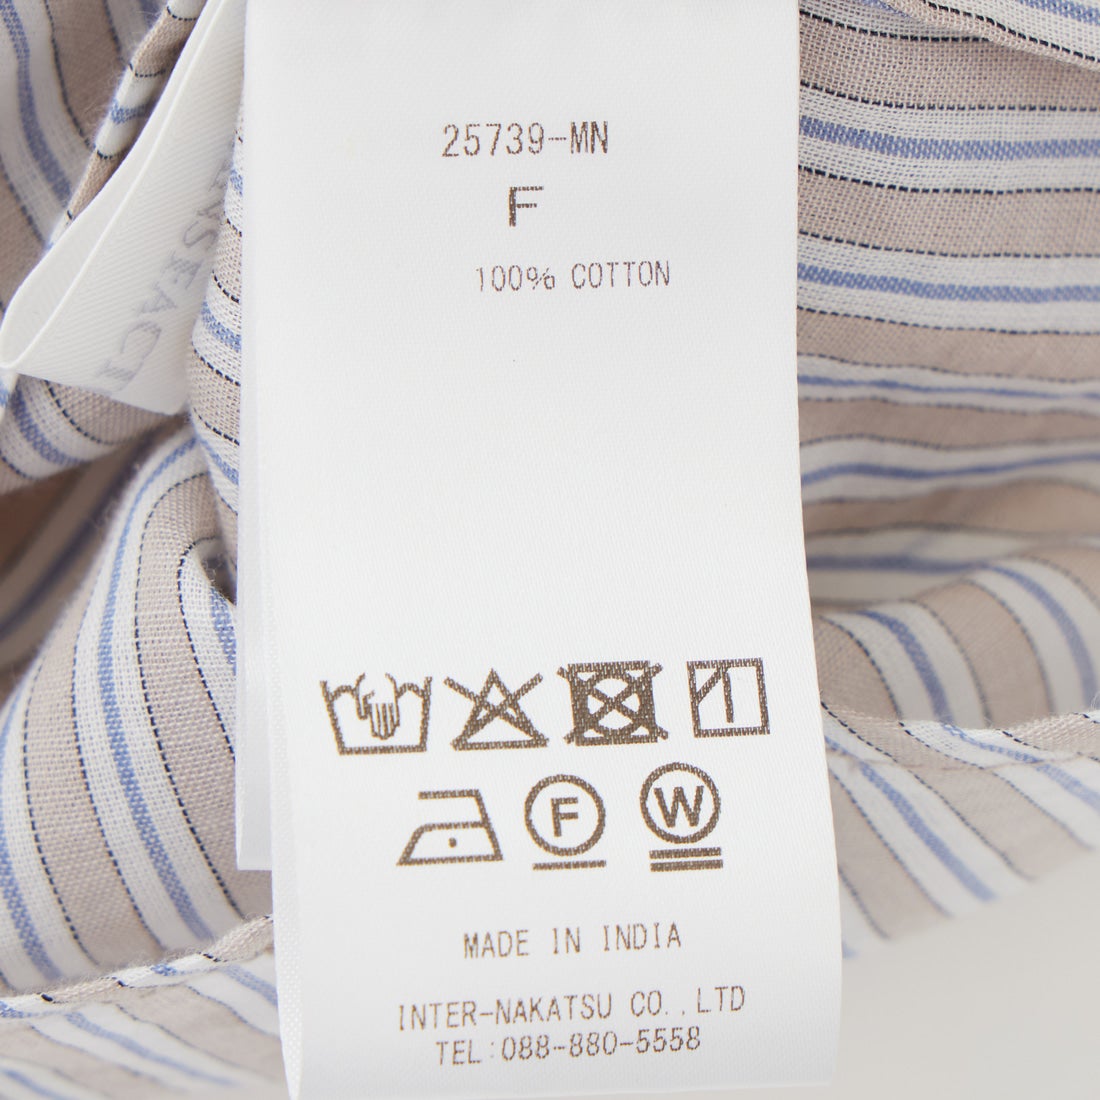 25739-MN
F
100% COTTON
F
W
MADE IN INDIA
INTER-NAKATSU CO.,LTD
TEL:088-880-5558